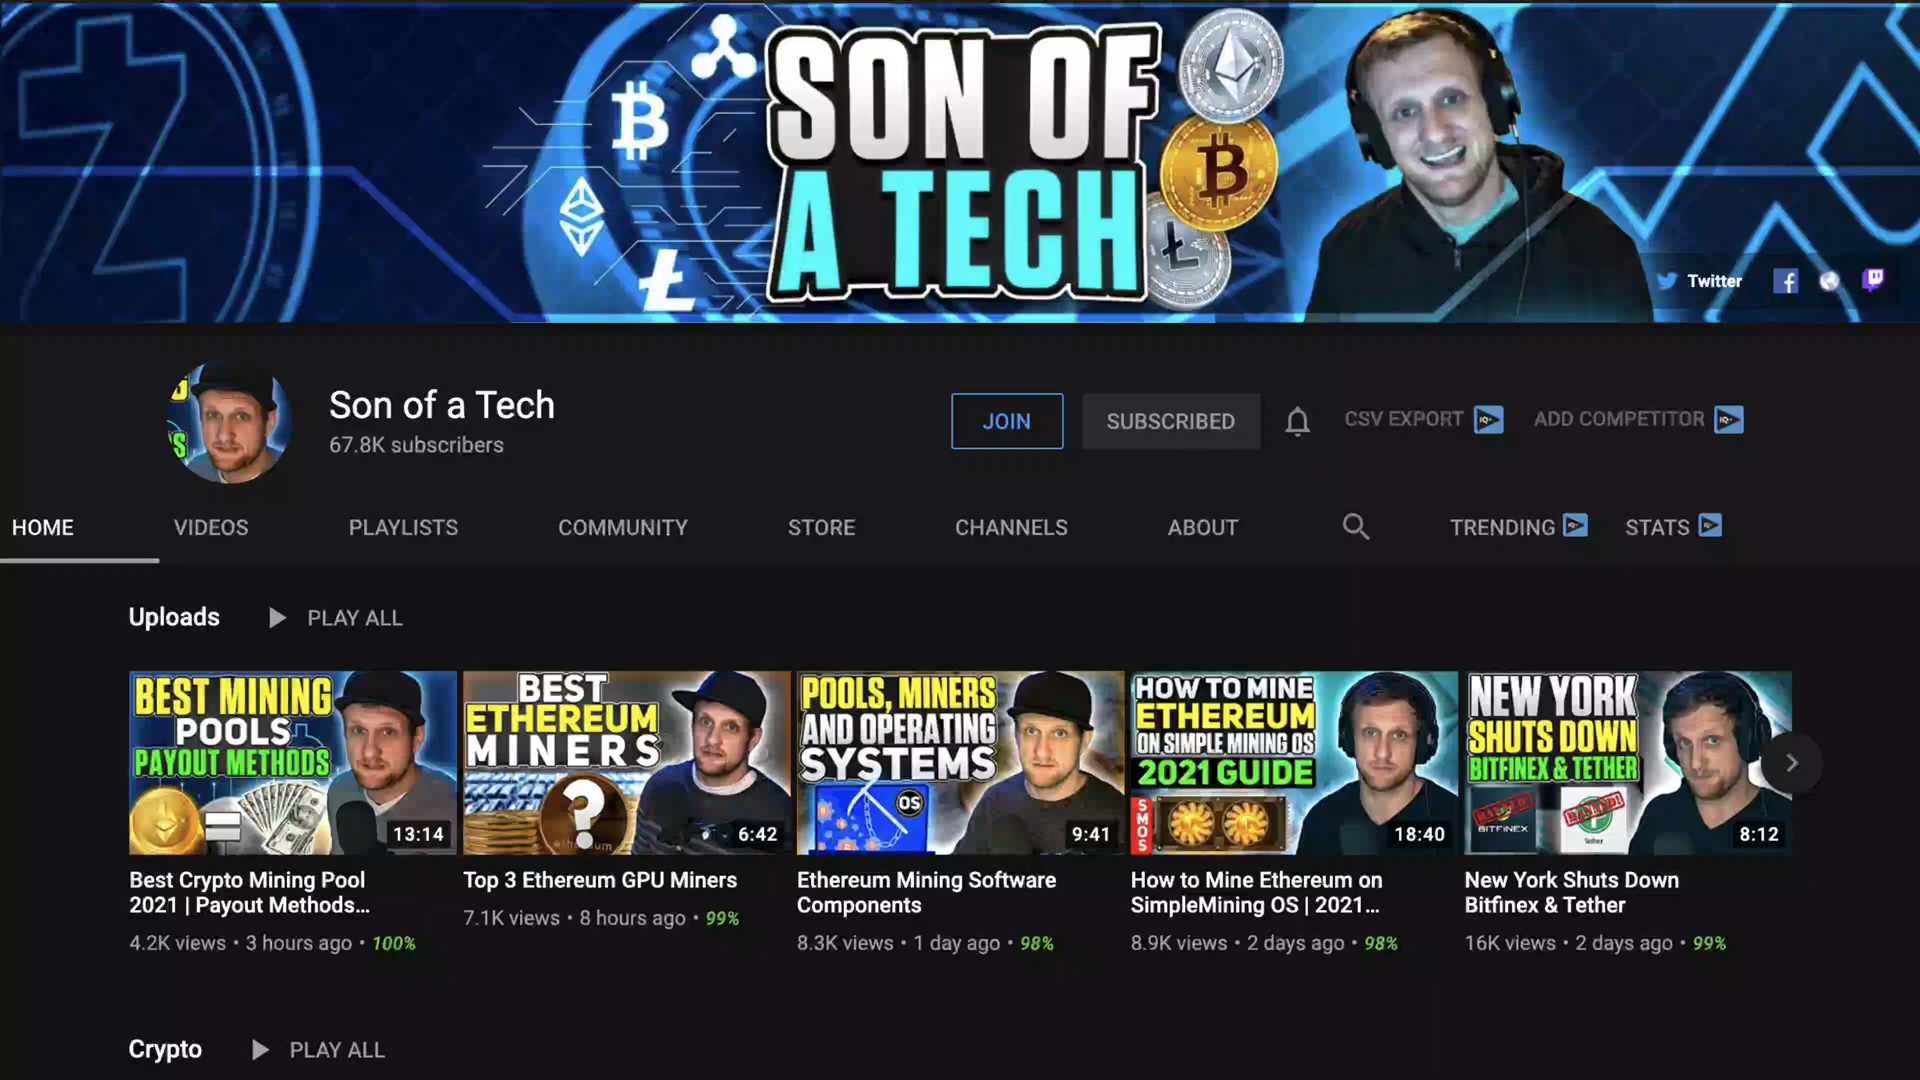 SON OF
A TECH
Twitter
Son of a Tech
67.8K subscribers
JOIN
SUBSCRIBED
CSV EXPORT
ADD COMPETITOR
HOME
VIDEOS
PLAYLISTS
COMMUNITY
STORE
CHANNELS
ABOUT
TRENDING
STATS
Uploads
PLAY ALL
BEST MINING
POOLS
PAYOUT METHODS
13:14
BEST
ETHEREUM
MINERS
6:42
POOLS, MINERS
AND OPERATING
SYSTEMS
OS
9:41
HOW TO MINE
ETHEREUM
ON SIMPLE MINING OS
2021 GUIDE
SMOS
18:40
NEW YORK
SHUTS DOWN
BITFINEX & TETHER
BANNED!
BITFINEX
BANNED!
Tether
8:12
Best Crypto Mining Pool
2021 | Payout Methods...
4.2K views • 3 hours ago • 100%
Top 3 Ethereum GPU Miners
7.1K views • 8 hours ago • 99%
Ethereum Mining Software
Components
8.3K views • 1 day ago • 98%
How to Mine Ethereum on
SimpleMining OS | 2021...
8.9K views • 2 days ago • 98%
New York Shuts Down
Bitfinex & Tether
16K views • 2 days ago • 99%
Crypto
PLAY ALL